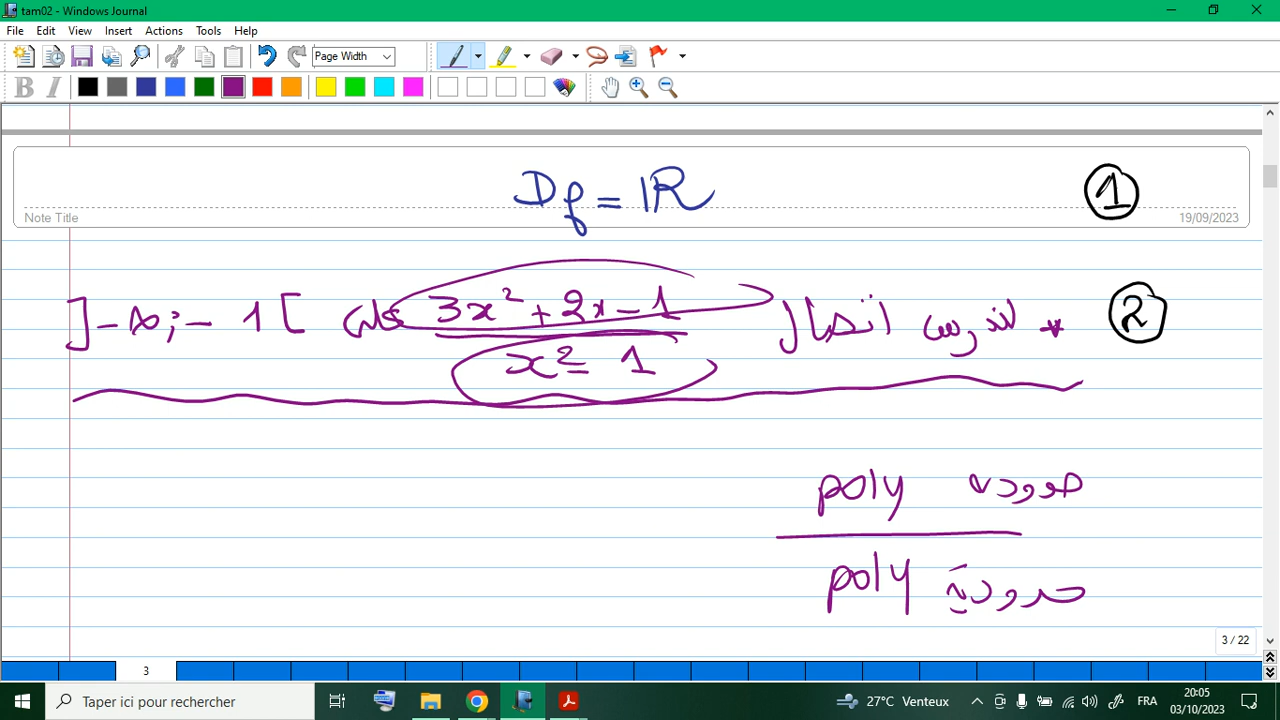 tam02 - Windows Journal
File Edit View Insert Actions Tools Help
Page Width
B I
Df = IR ①
Note Title 19/09/2023
② * لندرس اتصال (3x² + 2x - 1)/(x² - 1) على ]-∞; -1[
حدودية poly
حدودية poly
3 / 22
3
Taper ici pour rechercher 27°C Venteux FRA 20:05
03/10/2023